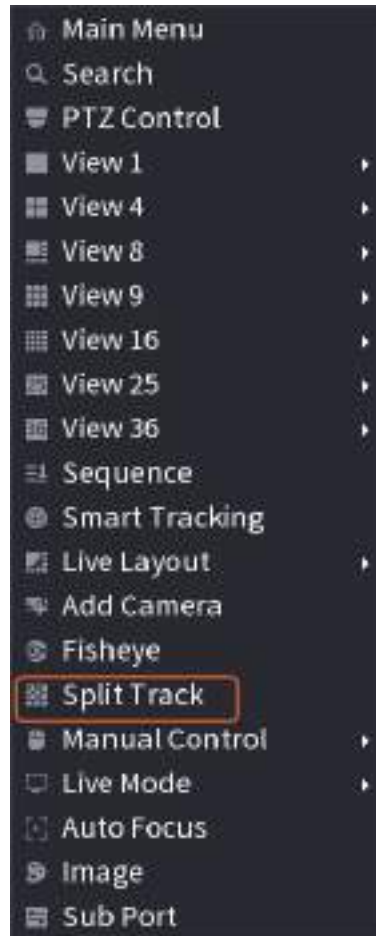 Main Menu
Search
PTZ Control
View 1
View 4
View 8
View 9
View 16
View 25
View 36
Sequence
Smart Tracking
Live Layout
Add Camera
Fisheye
Split Track
Manual Control
Live Mode
Auto Focus
Image
Sub Port